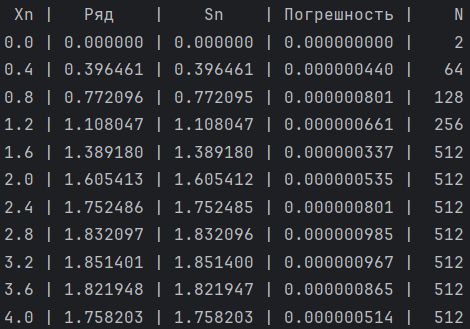 Xn | Ряд | Sn | Погрешность | N
0.0 | 0.000000 | 0.000000 | 0.000000000 | 2
0.4 | 0.396461 | 0.396461 | 0.000000440 | 64
0.8 | 0.772096 | 0.772095 | 0.000000801 | 128
1.2 | 1.108047 | 1.108047 | 0.000000661 | 256
1.6 | 1.389180 | 1.389180 | 0.000000337 | 512
2.0 | 1.605413 | 1.605412 | 0.000000535 | 512
2.4 | 1.752486 | 1.752485 | 0.000000801 | 512
2.8 | 1.832097 | 1.832096 | 0.000000985 | 512
3.2 | 1.851401 | 1.851400 | 0.000000967 | 512
3.6 | 1.821948 | 1.821947 | 0.000000865 | 512
4.0 | 1.758203 | 1.758203 | 0.000000514 | 512